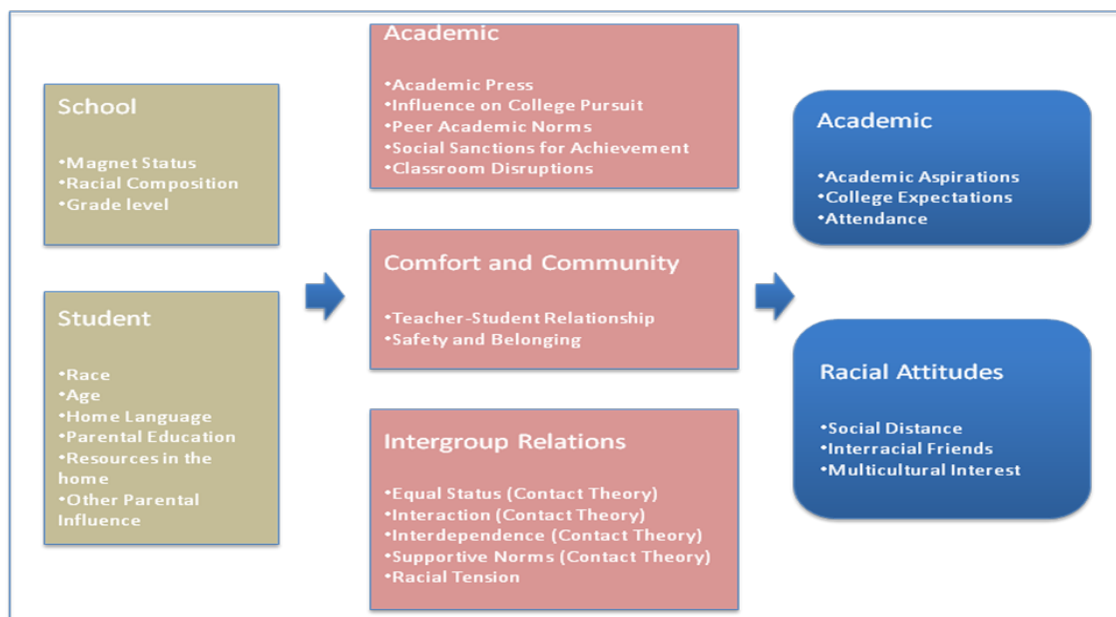 School
•Magnet Status
•Racial Composition
•Grade level
Student
•Race
•Age
•Home Language
•Parental Education
•Resources in the
home
•Other Parental
Influence
Academic
•Academic Press
•Influence on College Pursuit
•Peer Academic Norms
•Social Sanctions for Achievement
•Classroom Disruptions
Comfort and Community
•Teacher-Student Relationship
•Safety and Belonging
Intergroup Relations
•Equal Status (Contact Theory)
•Interaction (Contact Theory)
•Interdependence (Contact Theory)
•Supportive Norms (Contact Theory)
•Racial Tension
Academic
•Academic Aspirations
•College Expectations
•Attendance
Racial Attitudes
•Social Distance
•Interracial Friends
•Multicultural Interest